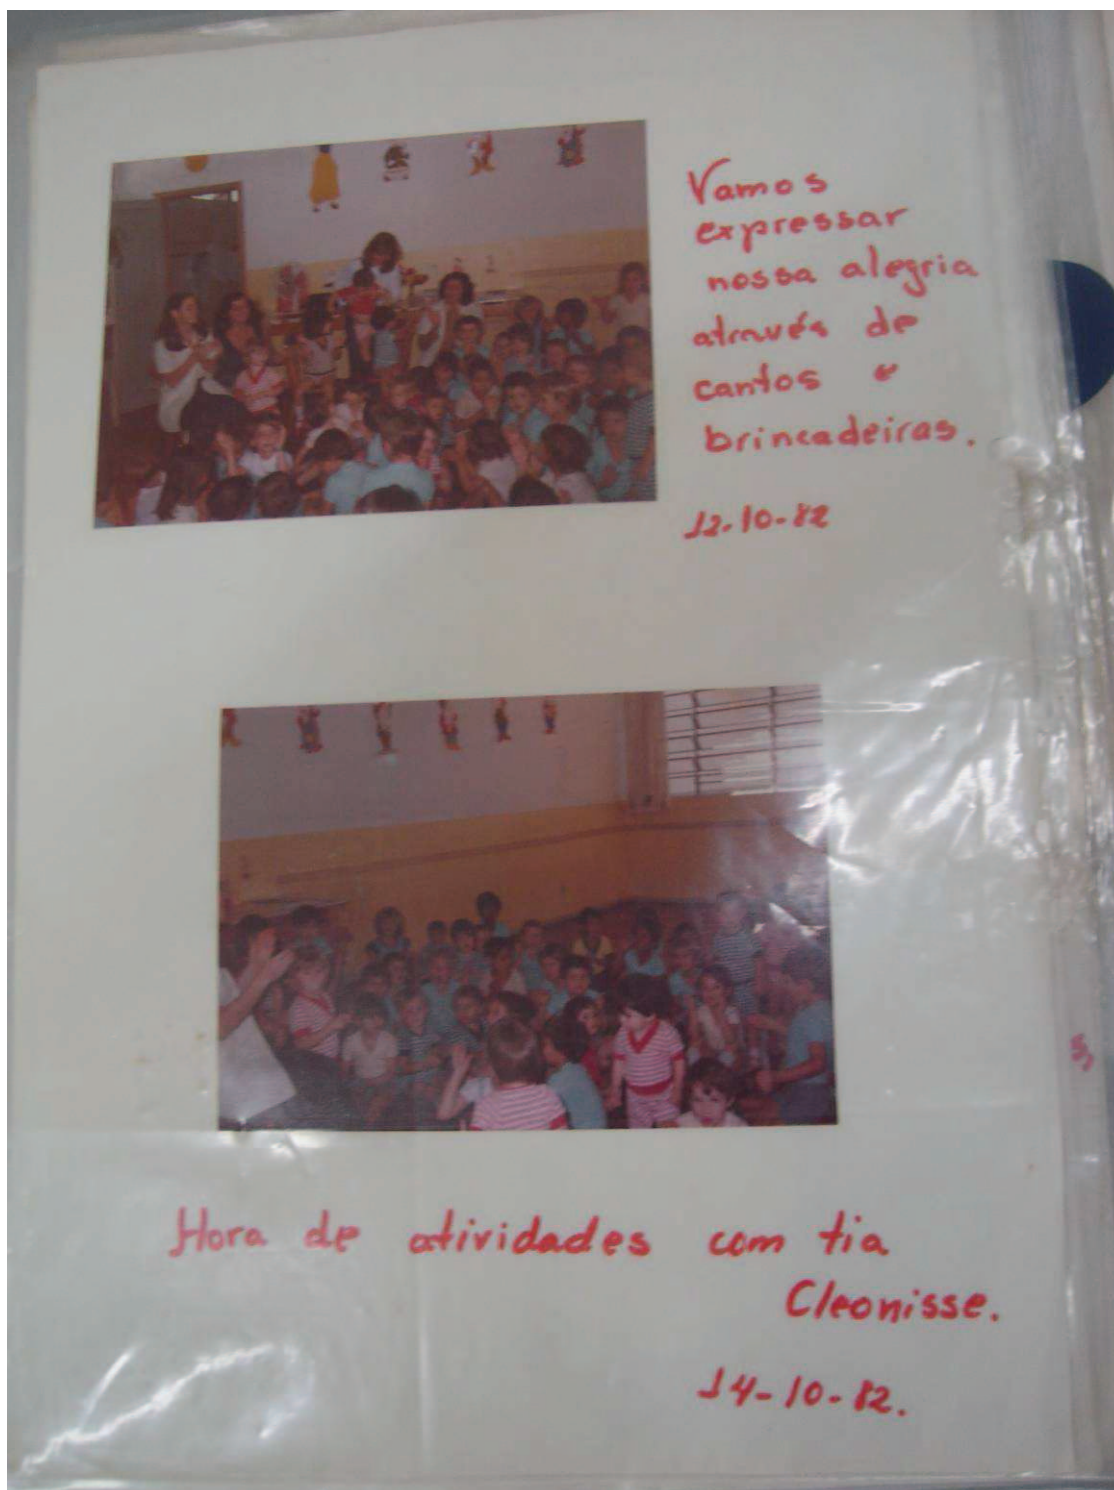 Vamos
expressar
nossa alegria
através de
cantos e
brincadeiras.
12-10-82
Hora de atividades com tia
Cleonisse.
14-10-82.